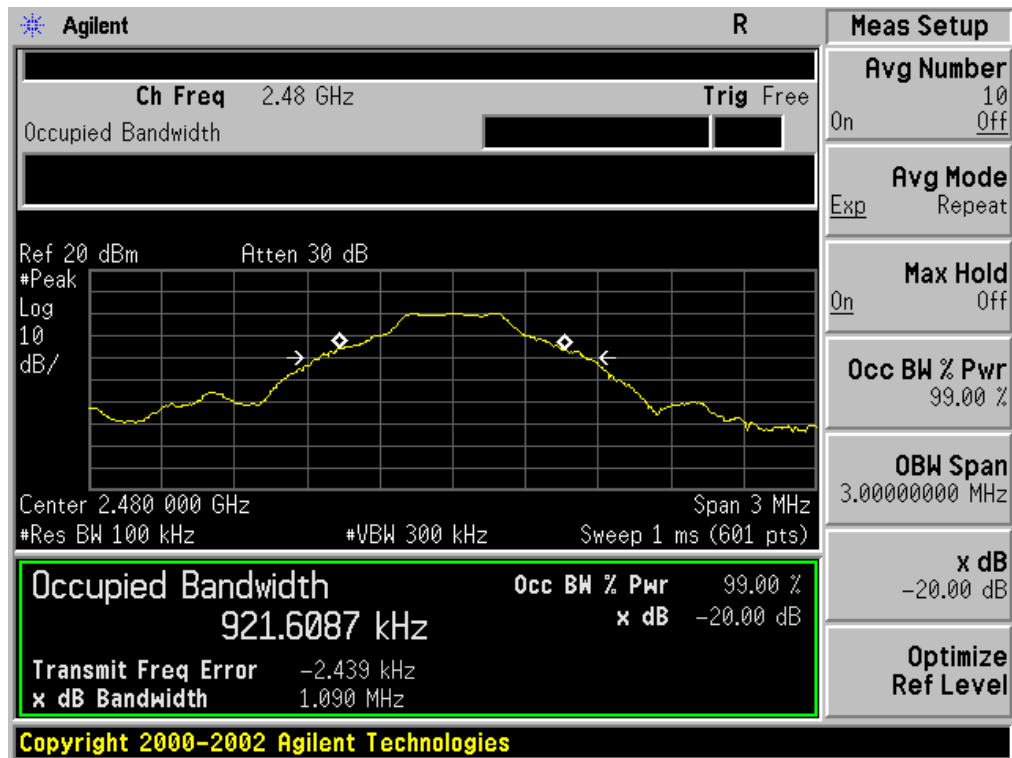 Agilent R Meas Setup
Ch Freq 2.48 GHz Trig Free
Occupied Bandwidth
Ref 20 dBm Atten 30 dB
#Peak
Log
10
dB/
Center 2.480 000 GHz Span 3 MHz
#Res BW 100 kHz #VBW 300 kHz Sweep 1 ms (601 pts)
Occupied Bandwidth Occ BW % Pwr 99.00 %
921.6087 kHz x dB -20.00 dB
Transmit Freq Error -2.439 kHz
x dB Bandwidth 1.090 MHz
Copyright 2000-2002 Agilent Technologies
Avg Number
10
On Off
Avg Mode
Exp Repeat
Max Hold
On Off
Occ BW % Pwr
99.00 %
OBW Span
3.00000000 MHz
x dB
-20.00 dB
Optimize
Ref Level